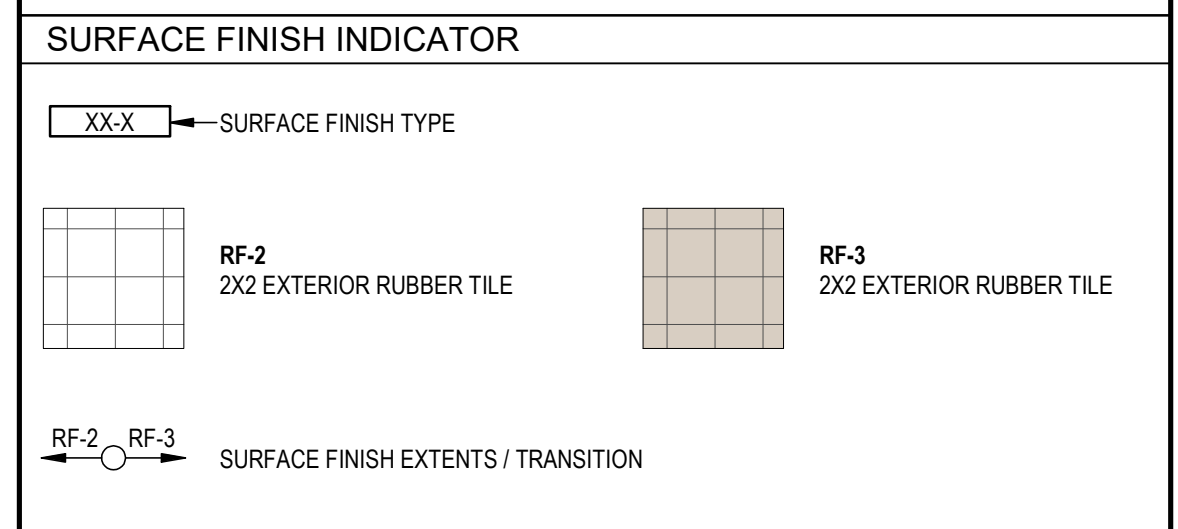 SURFACE FINISH INDICATOR
XX-X
SURFACE FINISH TYPE
RF-2
2X2 EXTERIOR RUBBER TILE
RF-3
2X2 EXTERIOR RUBBER TILE
RF-2 RF-3
SURFACE FINISH EXTENTS / TRANSITION